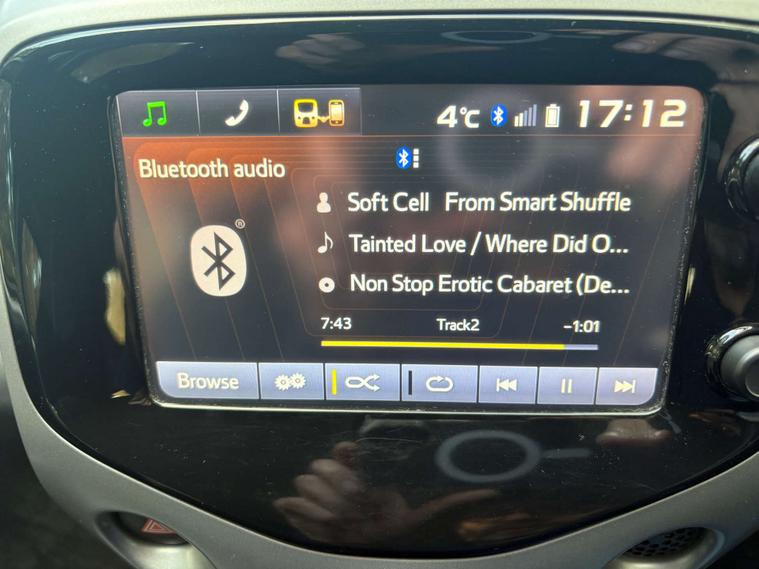 4°C 17:12
Bluetooth audio
®
Soft Cell From Smart Shuffle
Tainted Love / Where Did O...
Non Stop Erotic Cabaret (De...
7:43 Track2 -1:01
Browse